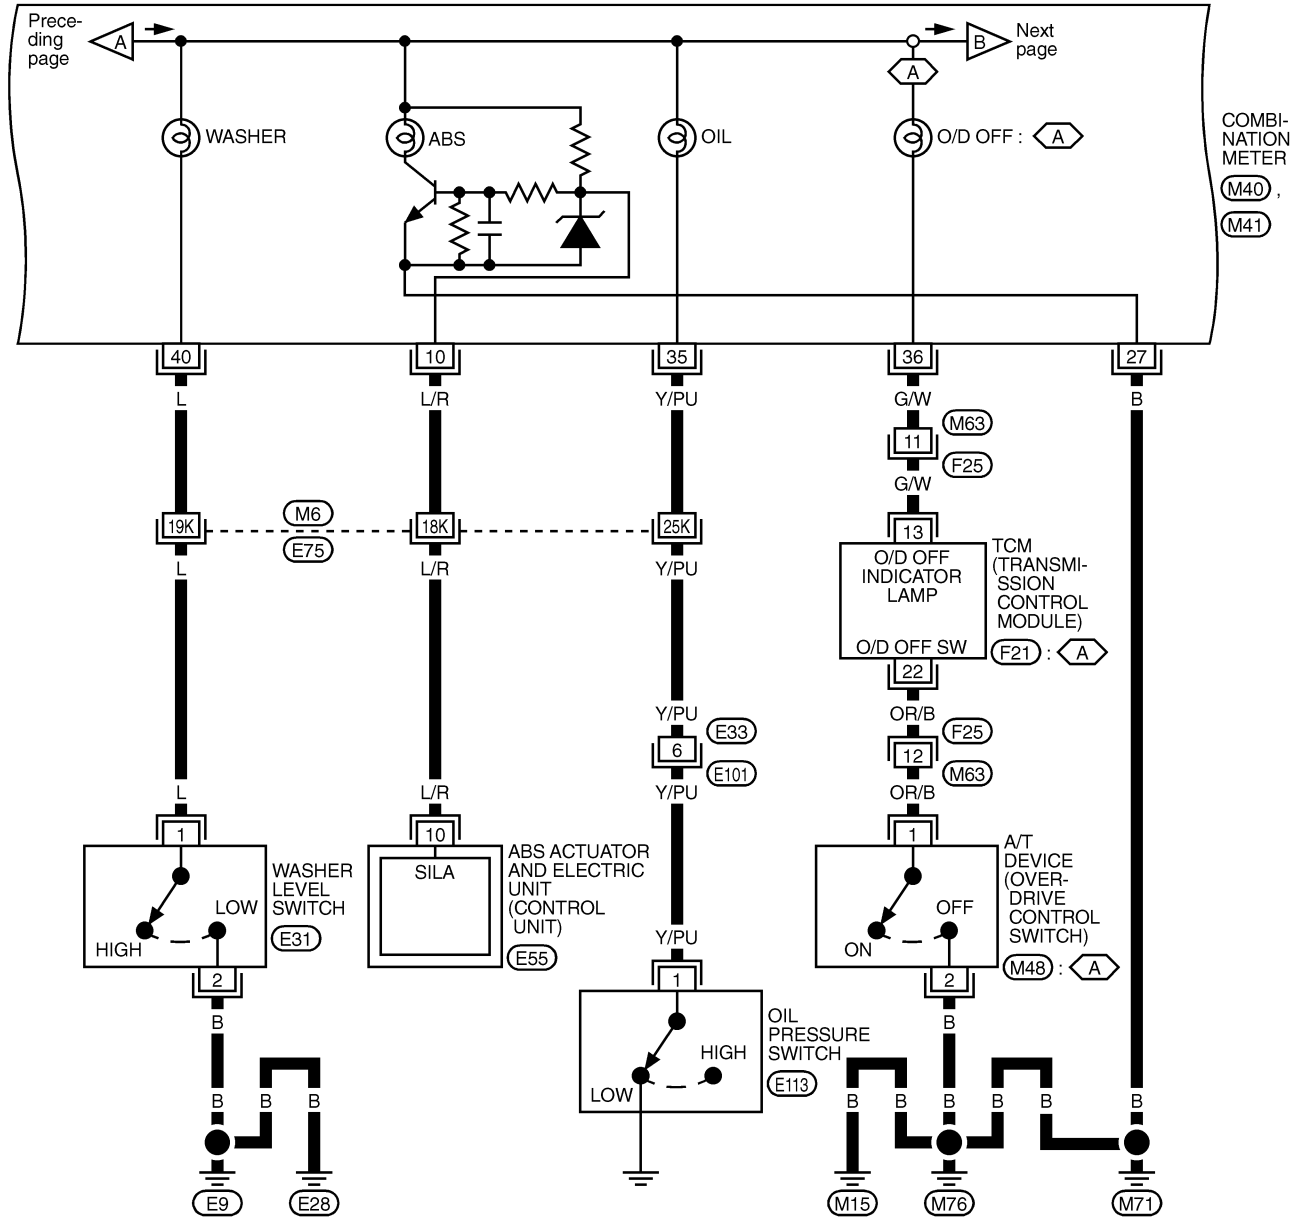 Prece-
ding
page
A
B
Next
page
A
WASHER
ABS
OIL
O/D OFF : A
COMBI-
NATION
METER
M40 ,
M41
40
10
35
36
27
L
L/R
Y/PU
G/W
B
M63
11
F25
G/W
19K
M6
E75
18K
25K
13
L
L/R
Y/PU
O/D OFF
INDICATOR
LAMP
O/D OFF SW
TCM
(TRANSMI-
SSION
CONTROL
MODULE)
F21 : A
22
Y/PU
OR/B
E33
F25
6
12
E101
M63
L
L/R
Y/PU
OR/B
1
10
1
WASHER
LEVEL
SWITCH
E31
HIGH
LOW
SILA
ABS ACTUATOR
AND ELECTRIC
UNIT
(CONTROL
UNIT)
E55
Y/PU
A/T
DEVICE
(OVER-
DRIVE
CONTROL
SWITCH)
M48 : A
ON
OFF
2
1
2
B
B
OIL
PRESSURE
SWITCH
E113
HIGH
LOW
B
B
B
B
B
B
B
B
B
E9
E28
M15
M76
M71